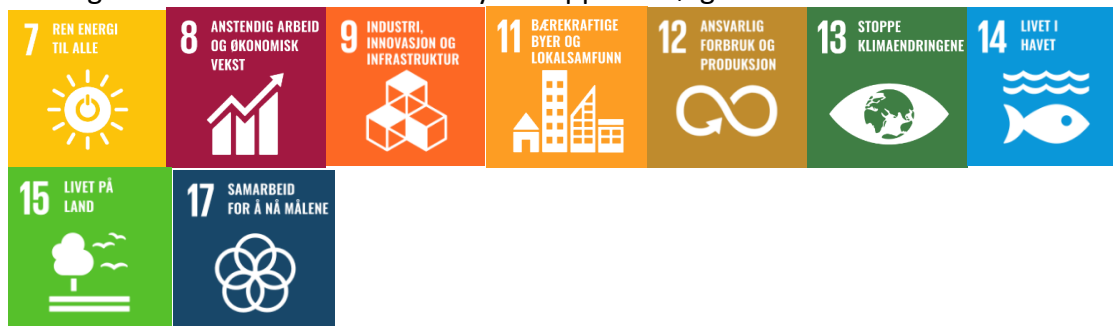 7 REN ENERGI
TIL ALLE
8 ANSTENDIG ARBEID
OG ØKONOMISK
VEKST
9 INDUSTRI,
INNOVASJON OG
INFRASTRUKTUR
11 BÆREKRAFTIGE
BYER OG
LOKALSAMFUNN
12 ANSVARLIG
FORBRUK OG
PRODUKSJON
13 STOPPE
KLIMAENDRINGENE
14 LIVET I
HAVET
15 LIVET PÅ
LAND
17 SAMARBEID
FOR Å NÅ MÅLENE